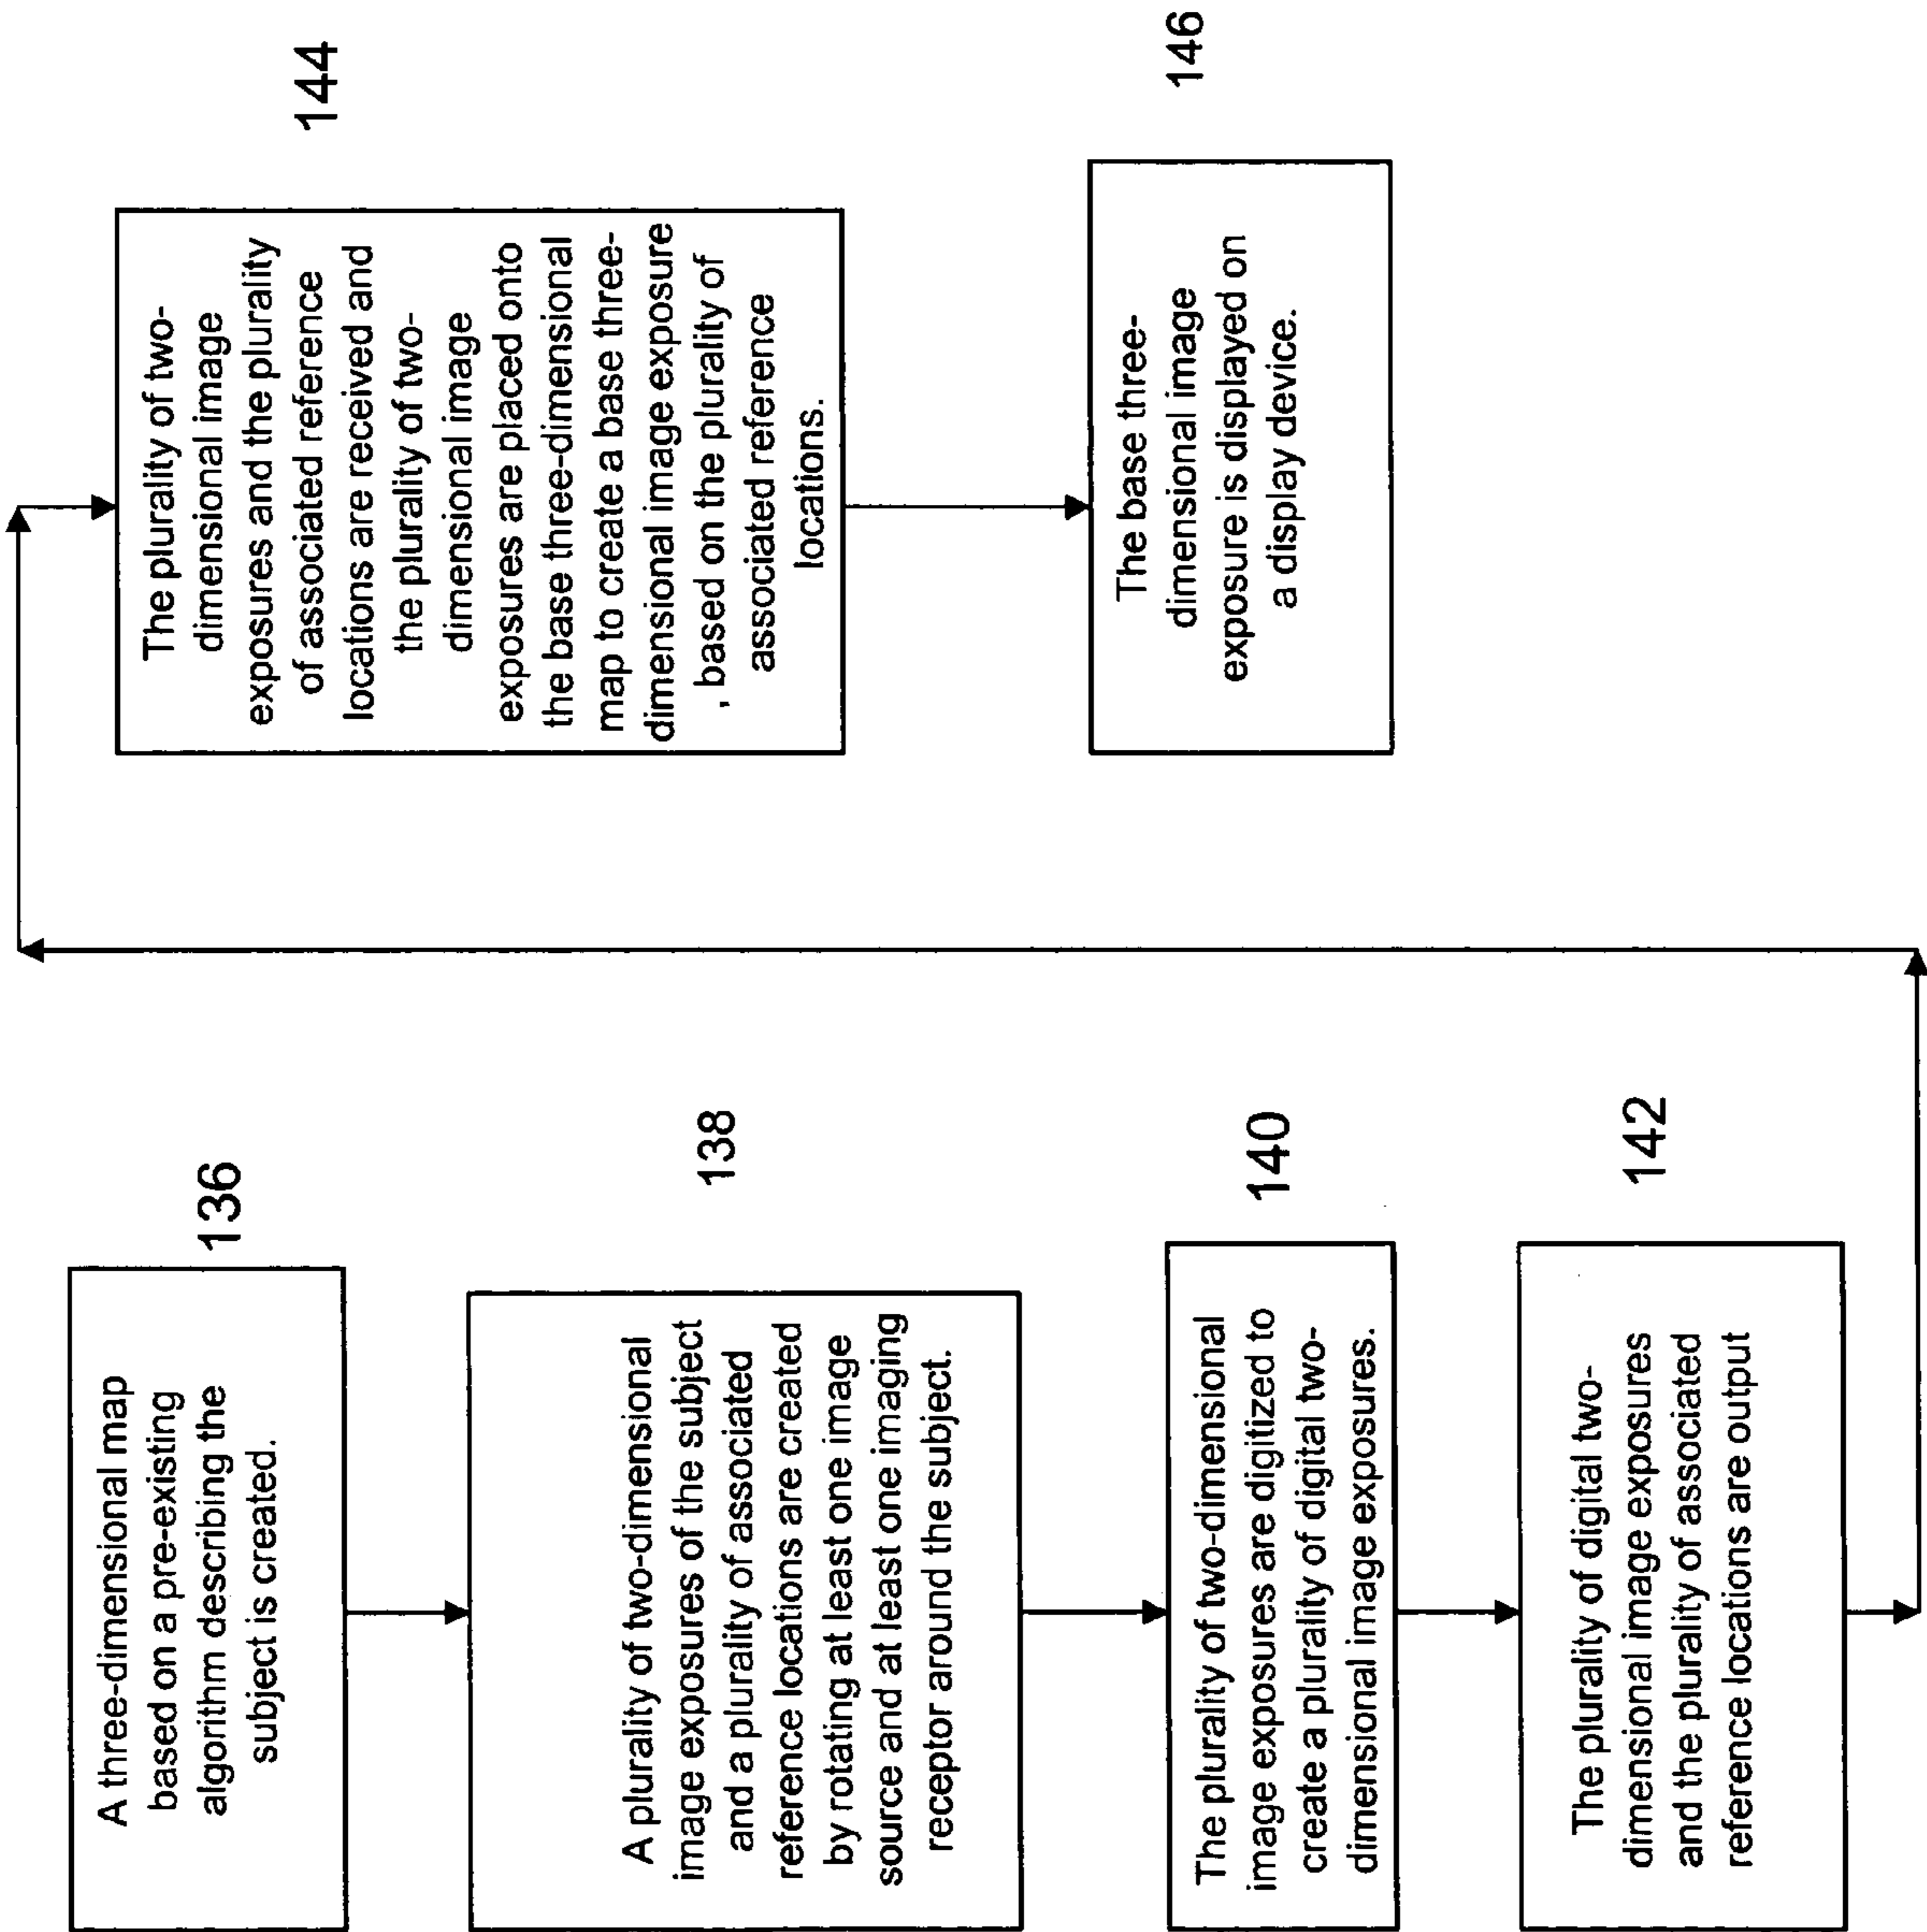 A three-dimensional map
based on a pre-existing
algorithm describing the
subject is created.
136
A plurality of two-dimensional
image exposures of the subject
and a plurality of associated
reference locations are created
by rotating at least one image
source and at least one imaging
receptor around the subject.
138
The plurality of two-dimensional
image exposures are digitized to
create a plurality of digital two-
dimensional image exposures.
140
The plurality of digital two-
dimensional image exposures
and the plurality of associated
reference locations are output
142
The plurality of two-
dimensional image
exposures and the plurality
of associated reference
locations are received and
the plurality of two-
dimensional image
exposures are placed onto
the base three-dimensional
map to create a base three-
dimensional image exposure
, based on the plurality of
associated reference
locations.
144
The base three-
dimensional image
exposure is displayed on
a display device.
146